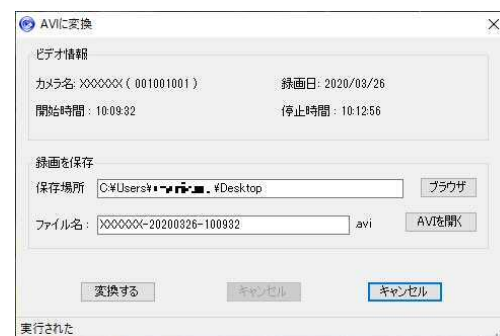 AVIに変換
ビデオ情報
カメラ名: XXXXXX ( 001001001 ) 録画日: 2020/03/26
開始時間 : 10:09:32 停止時間 : 10:12:56
録画を保存
保存場所 C:¥Users¥ ¥Desktop ブラウザ
ファイル名 : XXXXXX-20200326-100932 .avi AVIを開く
変換する キャンセル キャンセル
実行された